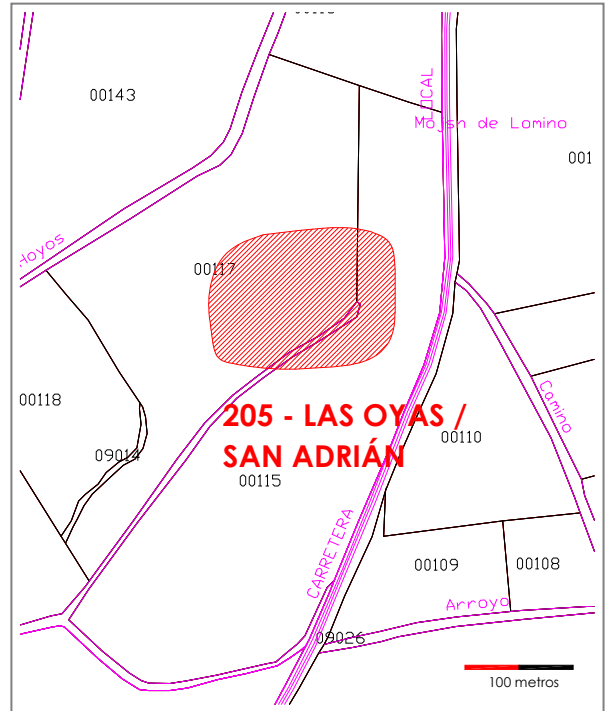 00143
LOCAL
Mojsn de Lomino
001
Hoyos
00117
00118
205 - LAS OYAS /
SAN ADRIÁN
Camino
00110
09014
00115
CARRETERA
00109
00108
Arroyo
09026
100 metros